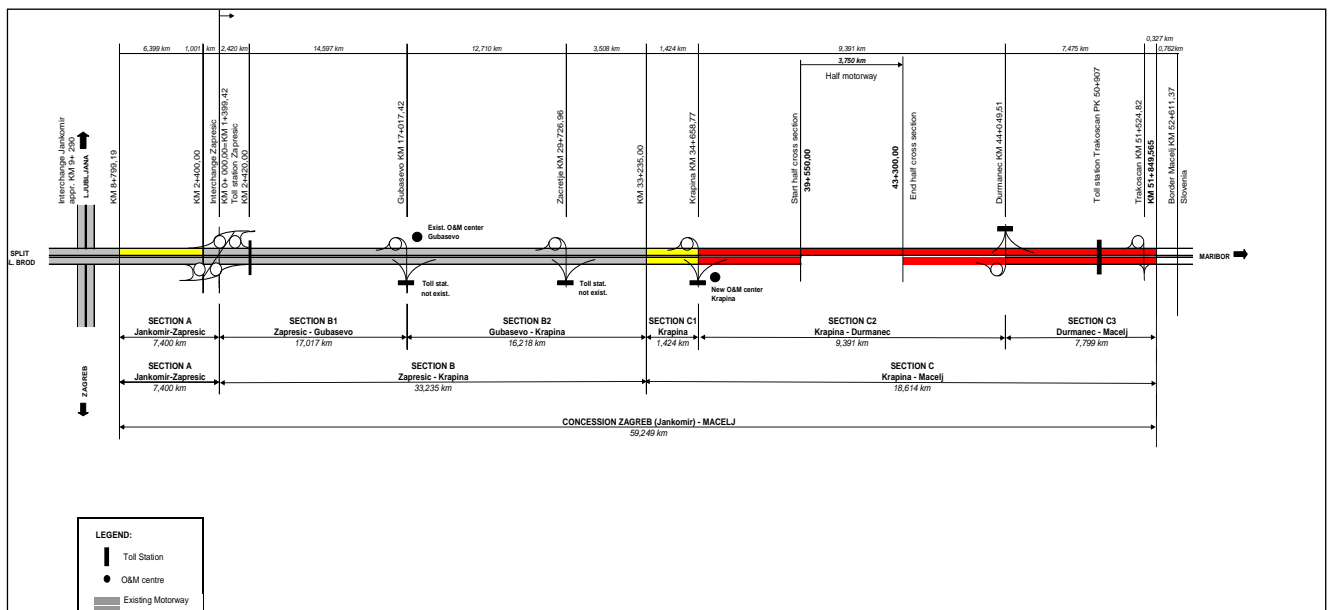 6,399 km
1,001 km
2,420 km
14,597 km
12,710 km
3,508 km
1,424 km
9,391 km
7,475 km
0,327 km
0,762km
3,750 km
Half motorway
Interchange Jankomir
appr. KM 9+ 290
LJUBLJANA
KM 8+799,19
KM 2+400,00
Interchange Zapresic
KM 0+ 000,00=KM 1+399,42
Toll station Zapresic
KM 2+420,00
Gubasevo KM 17+017,42
Zacretje KM 29+726,96
KM 33+235,00
Krapina KM 34+658,77
Start half cross section
39+550,00
43+300,00
End half cross section
Durmanec KM 44+049,51
Toll station Trakoscan PK 50+907
Trakoscan KM 51+524,82
KM 51+849,565
Border Macelj KM 52+611,37
Slovenia
SPLIT
L. BROD
Exist. O&M center
Gubasevo
MARIBOR
Toll stat.
not exist.
Toll stat.
not exist.
New O&M center
Krapina
SECTION A
Jankomir-Zapresic
7,400 km
SECTION B1
Zapresic - Gubasevo
17,017 km
SECTION B2
Gubasevo - Krapina
16,218 km
SECTION C1
Krapina
1,424 km
SECTION C2
Krapina - Durmanec
9,391 km
SECTION C3
Durmanec - Macelj
7,799 km
ZAGREB
SECTION A
Jankomir-Zapresic
7,400 km
SECTION B
Zapresic - Krapina
33,235 km
SECTION C
Krapina - Macelj
18,614 km
CONCESSION ZAGREB (Jankomir) - MACELJ
59,249 km
LEGEND:
Toll Station
O&M centre
Existing Motorway